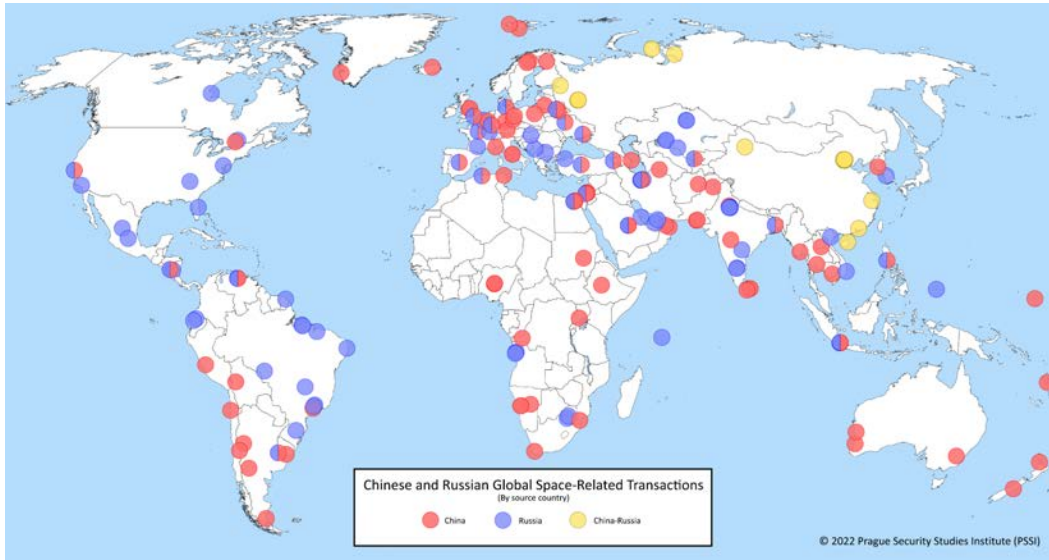 Chinese and Russian Global Space-Related Transactions
(By source country)
China Russia China-Russia
© 2022 Prague Security Studies Institute (PSSI)